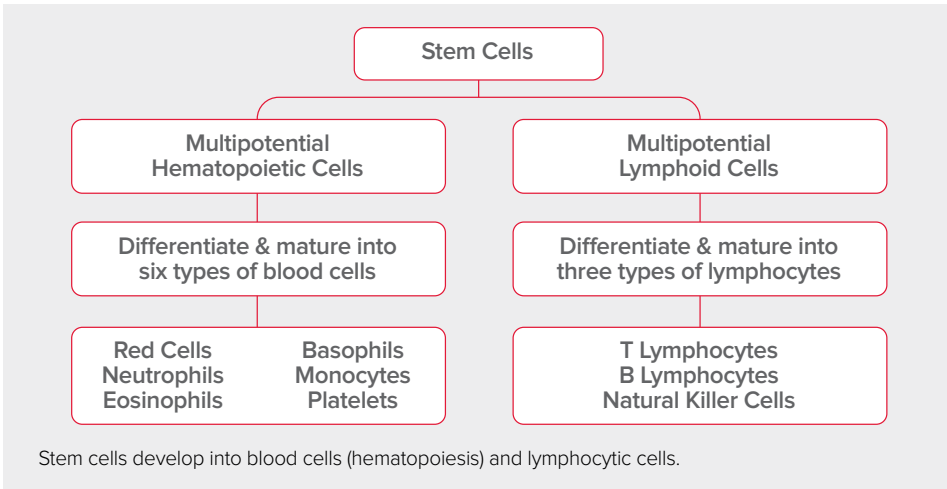 Stem Cells
Multipotential
Hematopoietic Cells
Multipotential
Lymphoid Cells
Differentiate & mature into
six types of blood cells
Differentiate & mature into
three types of lymphocytes
Red Cells
Neutrophils
Eosinophils
Basophils
Monocytes
Platelets
T Lymphocytes
B Lymphocytes
Natural Killer Cells
Stem cells develop into blood cells (hematopoiesis) and lymphocytic cells.